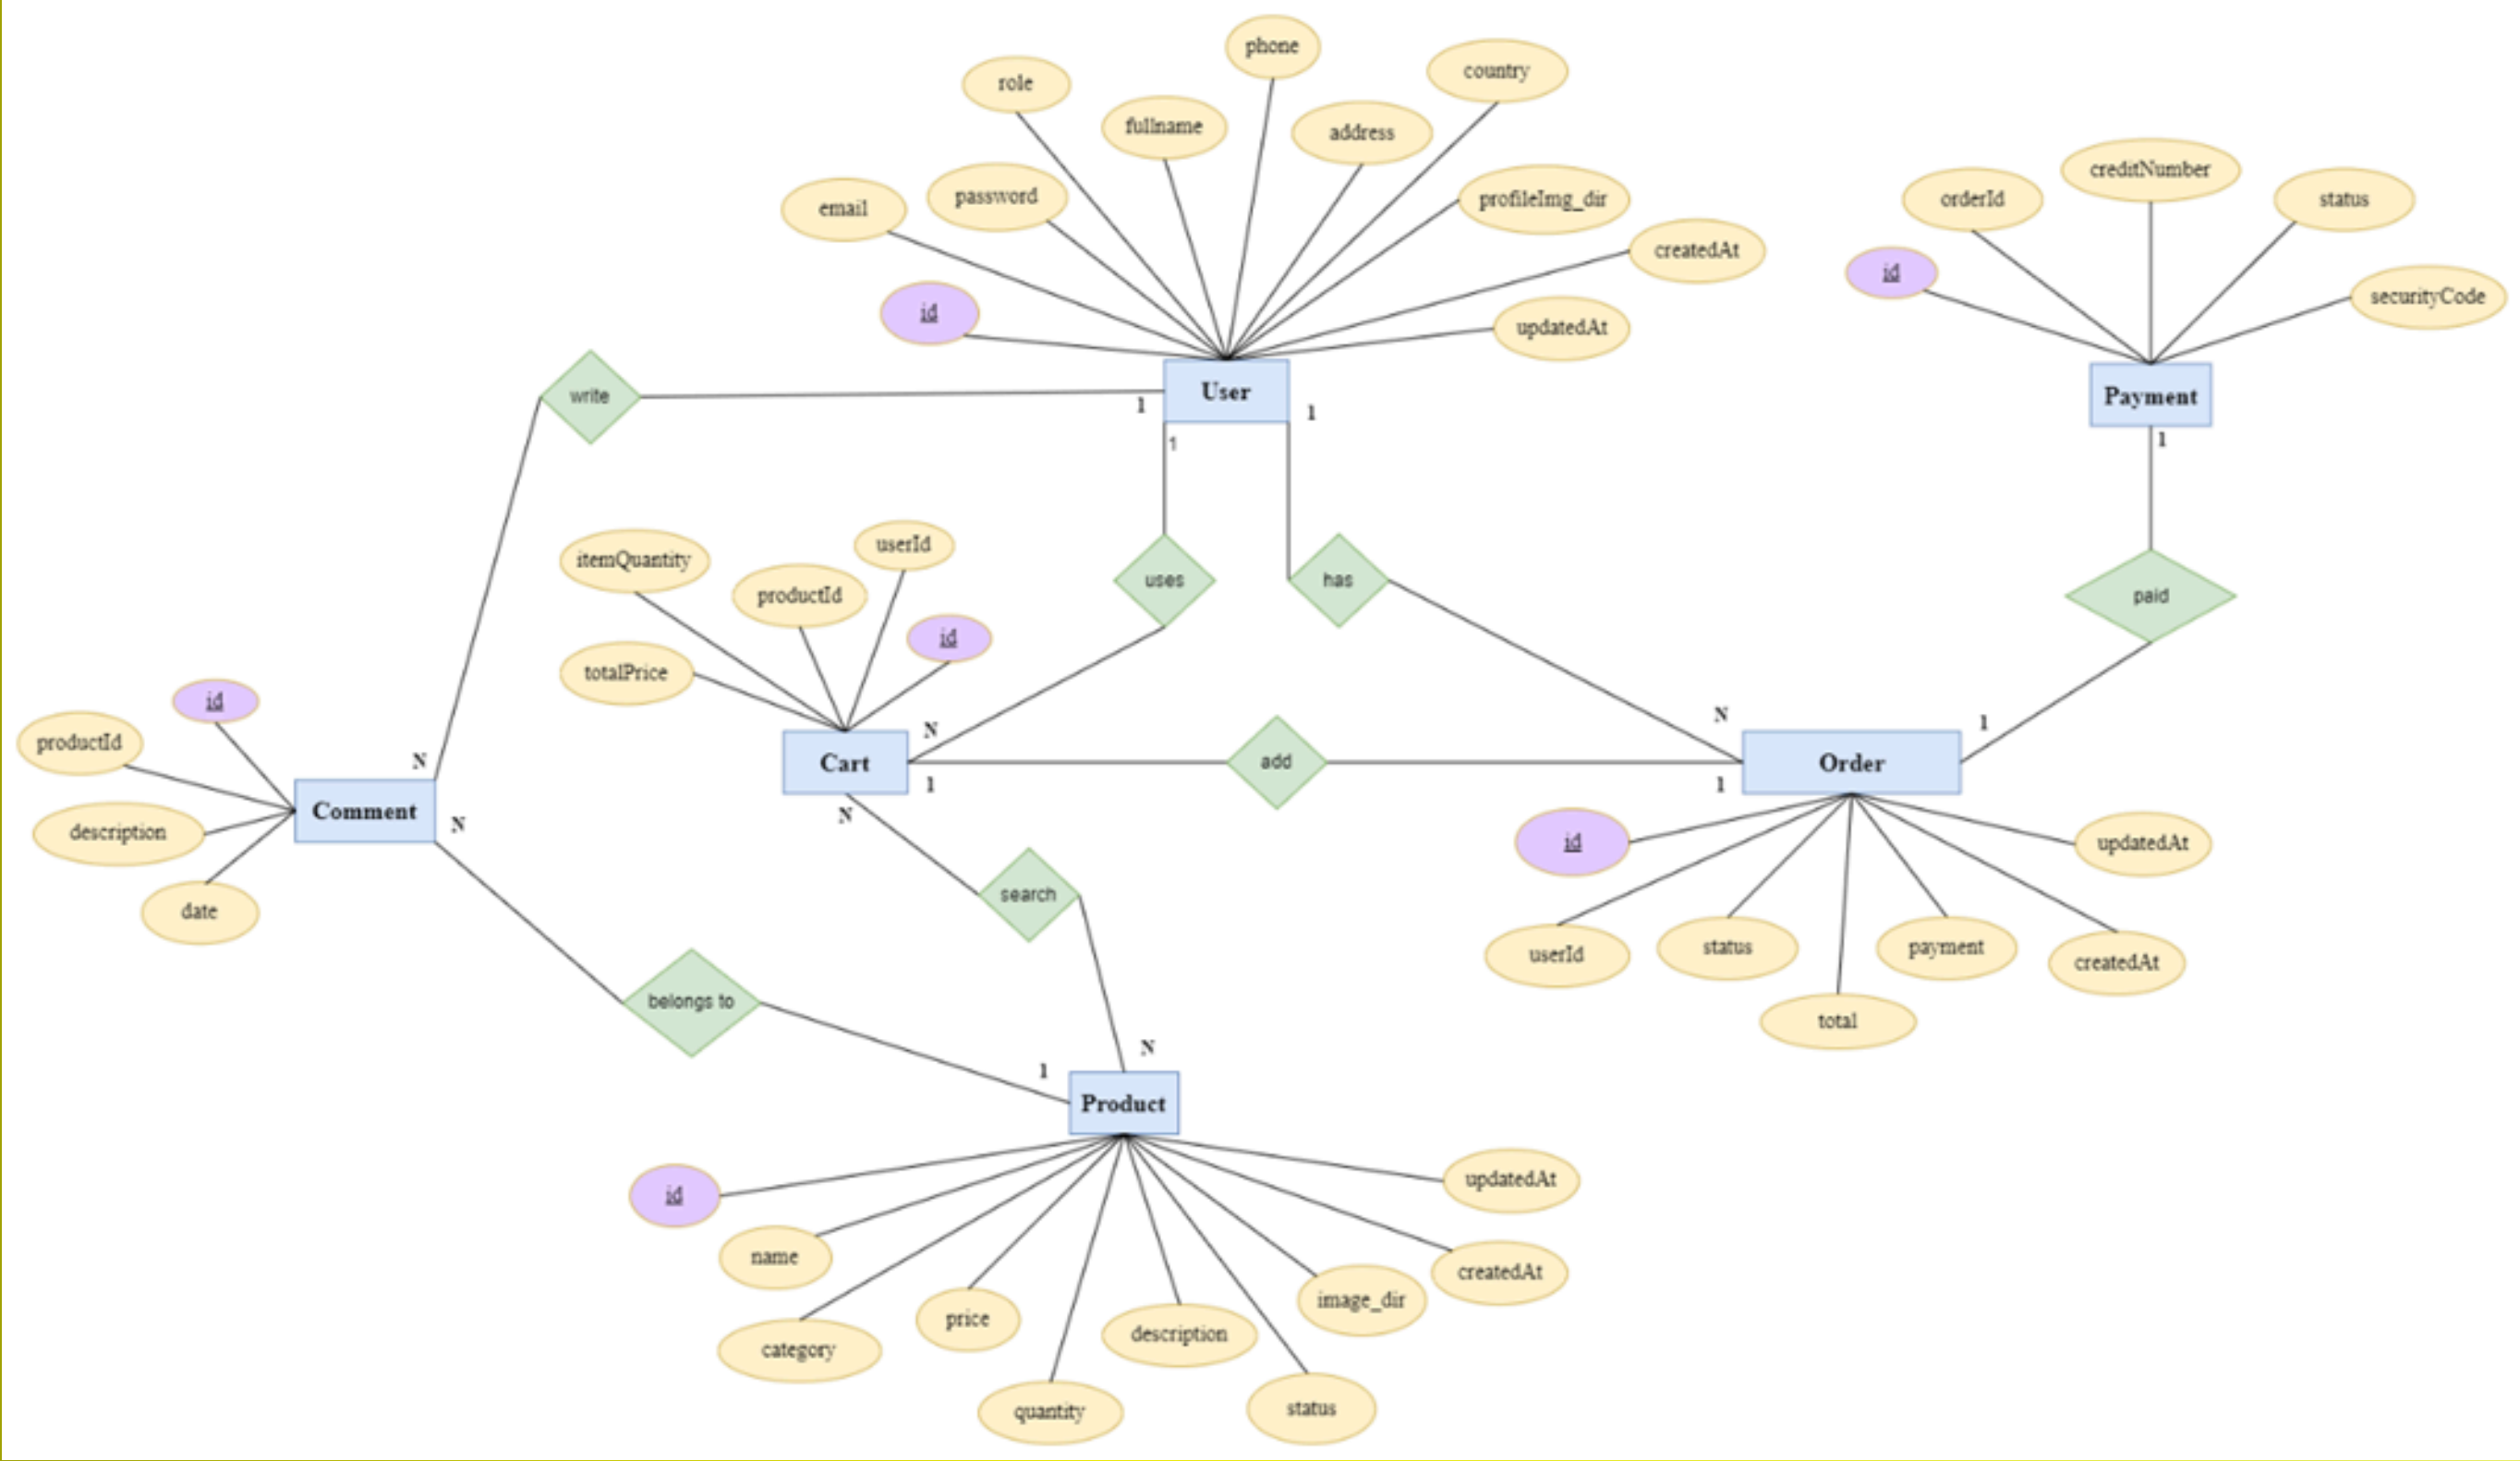 phone
country
role
fullname
address
creditNumber
password
profileImg_dir
orderId
status
email
createdAt
id
securityCode
id
updatedAt
write
User
Payment
1
1
1
1
userId
itemQuantity
productId
uses
has
paid
id
totalPrice
id
N
1
N
productId
N
Cart
add
Order
1
1
Comment
N
N
description
id
updatedAt
search
date
userId
status
payment
createdAt
belongs to
total
N
1
Product
id
updatedAt
name
createdAt
image_dir
price
description
category
quantity
status